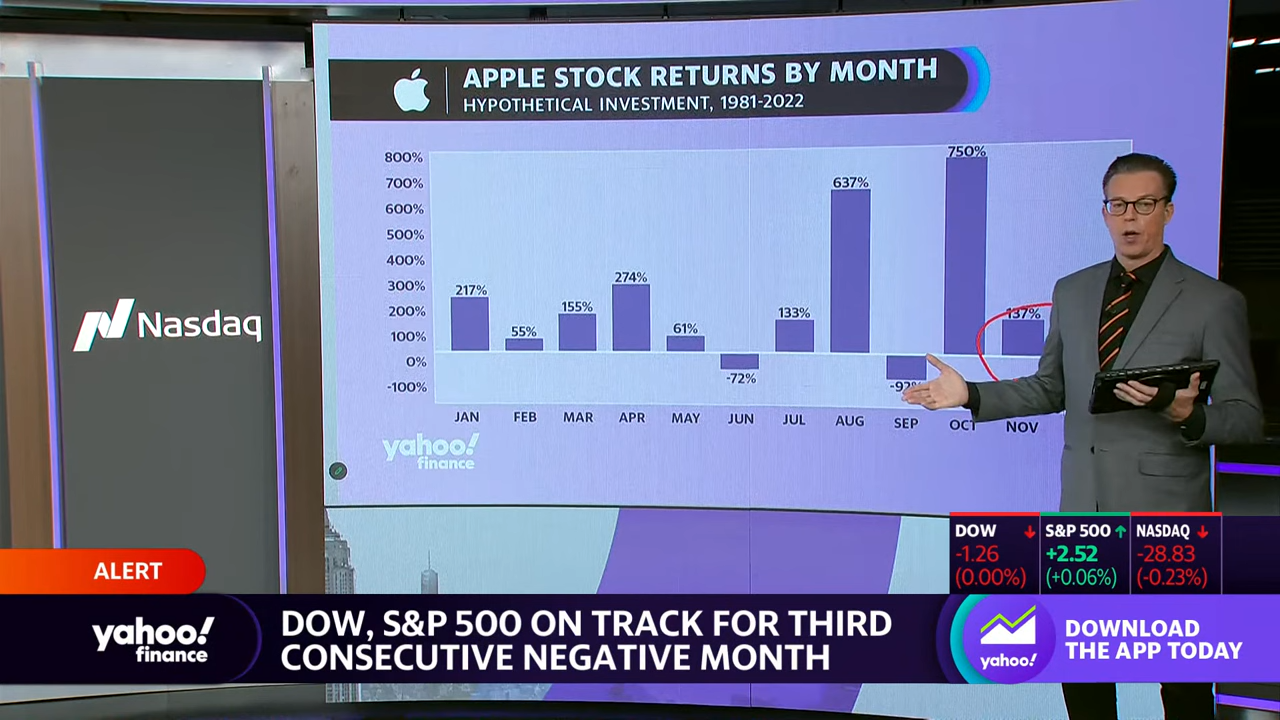 APPLE STOCK RETURNS BY MONTH
HYPOTHETICAL INVESTMENT, 1981-2022
800%
700%
600%
500%
400%
300%
200%
100%
0%
-100%
217%
55%
155%
274%
61%
-72%
133%
637%
-92%
750%
137%
JAN FEB MAR APR MAY JUN JUL AUG SEP OCT NOV
yahoo!
finance
Nasdaq
DOW
-1.26
(0.00%)
S&P 500
+2.52
(+0.06%)
NASDAQ
-28.83
(-0.23%)
ALERT
yahoo!
finance
DOW, S&P 500 ON TRACK FOR THIRD
CONSECUTIVE NEGATIVE MONTH
yahoo!
DOWNLOAD
THE APP TODAY